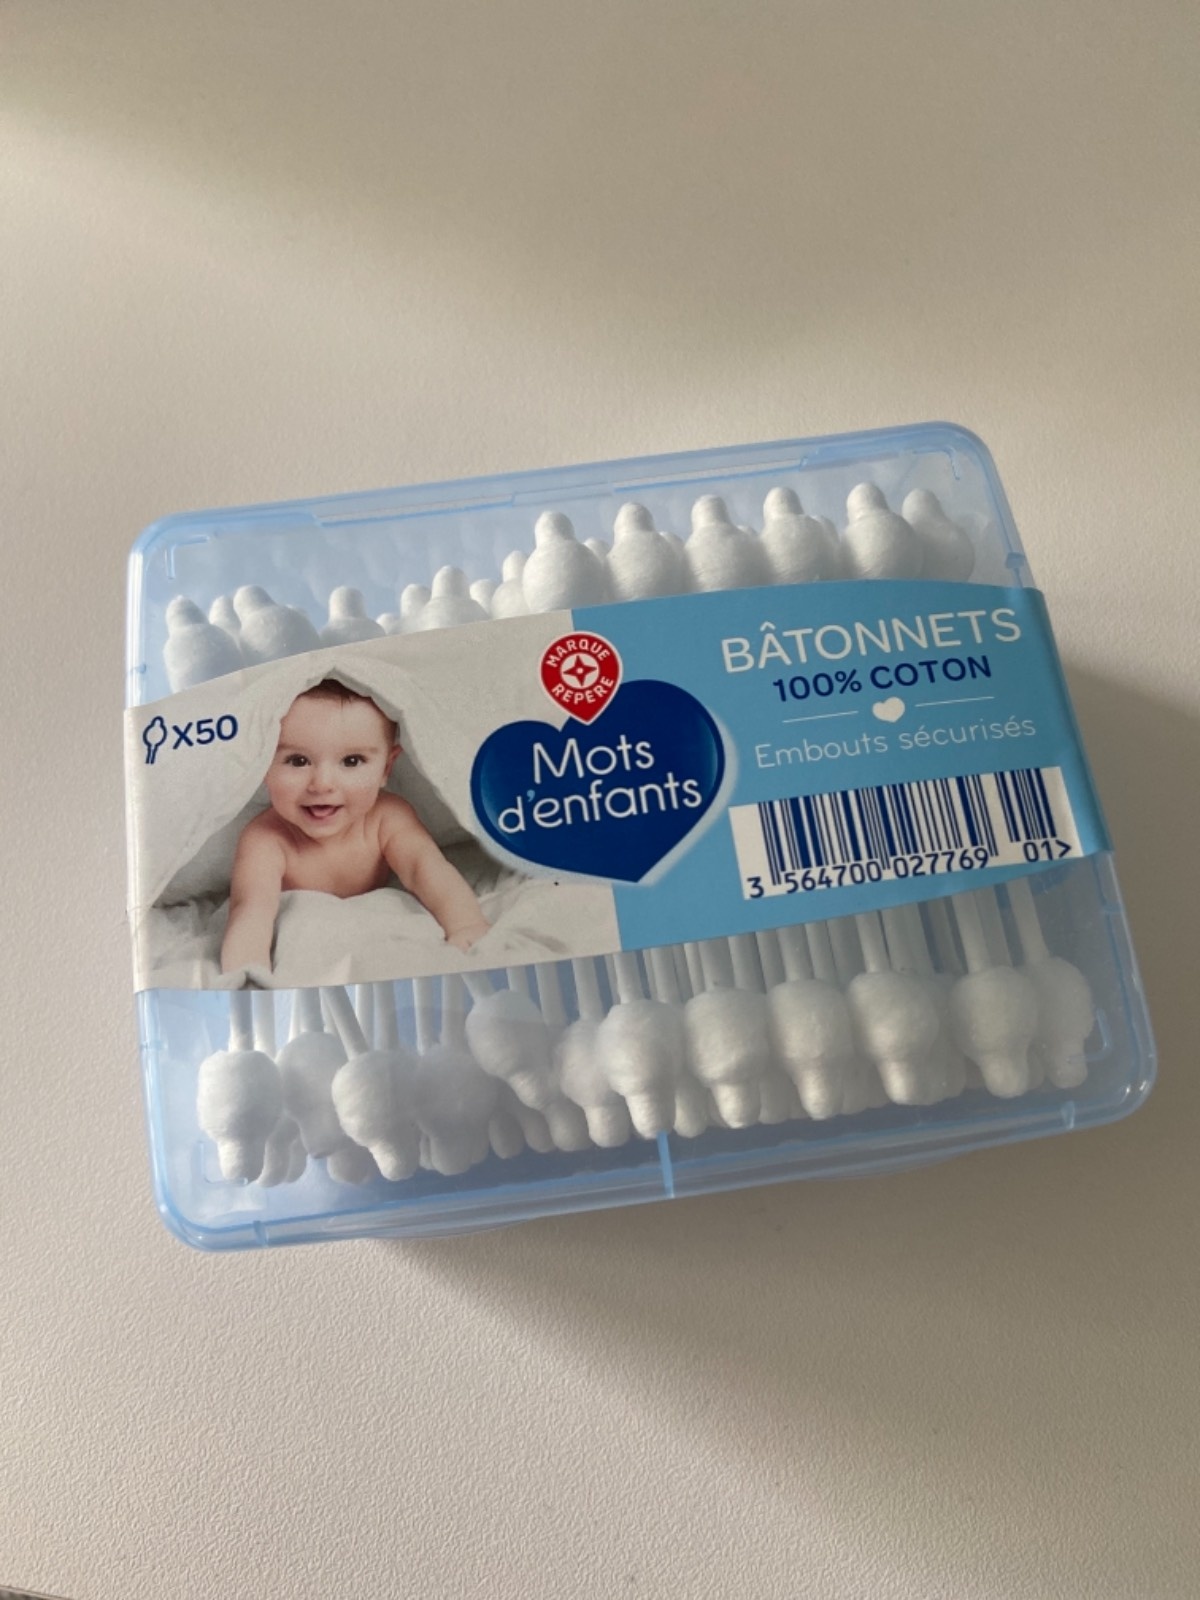 X50
MARQUE
REPÈRE
Mots
d'enfants
BÂTONNETS
100% COTON
Embouts sécurisés
3 564700 027769 01>